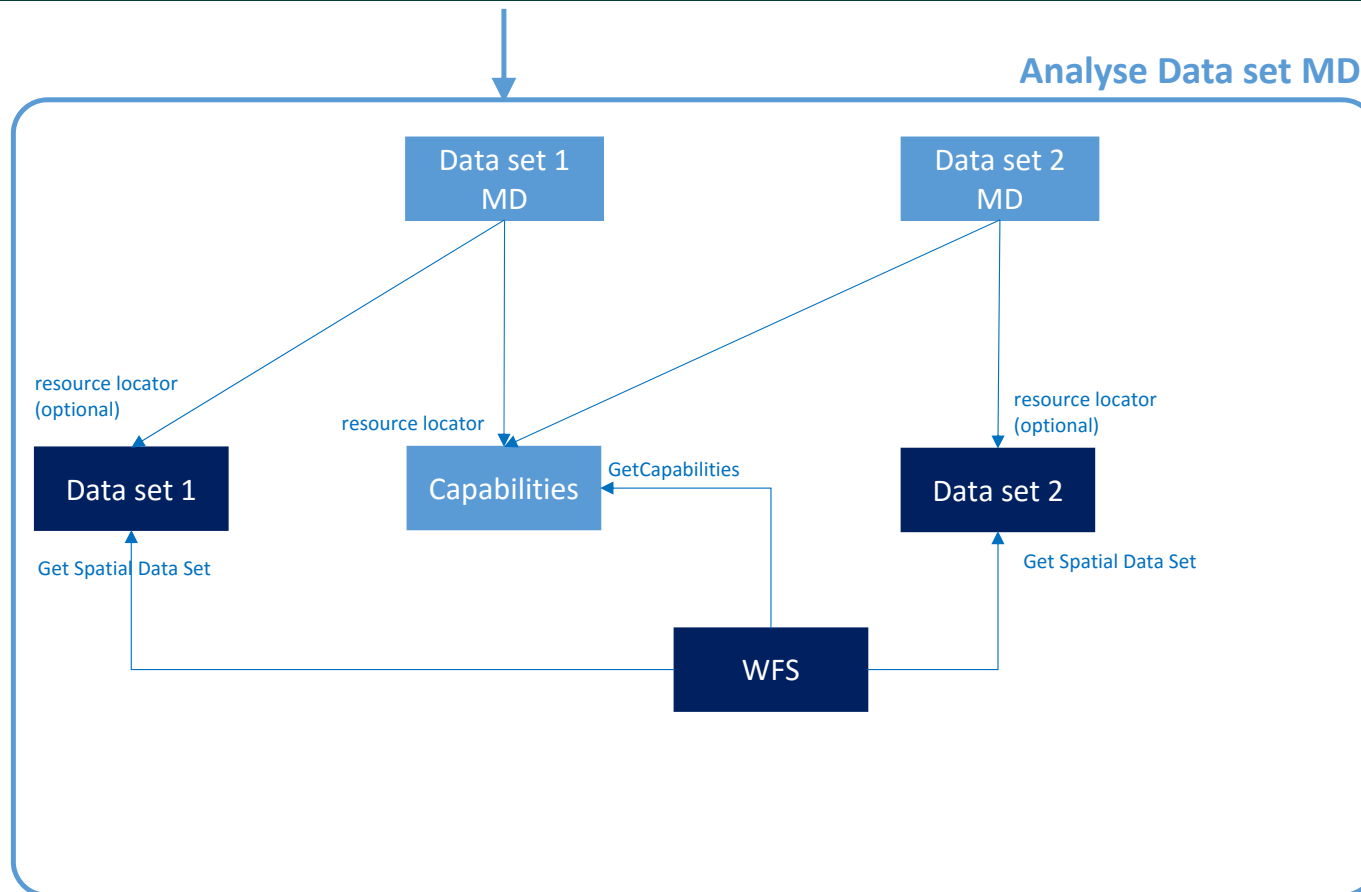 Analyse Data set MD
Data set 1
MD
Data set 2
MD
resource locator
(optional)
resource locator
resource locator
(optional)
Data set 1
Capabilities
GetCapabilities
Data set 2
Get Spatial Data Set
Get Spatial Data Set
WFS